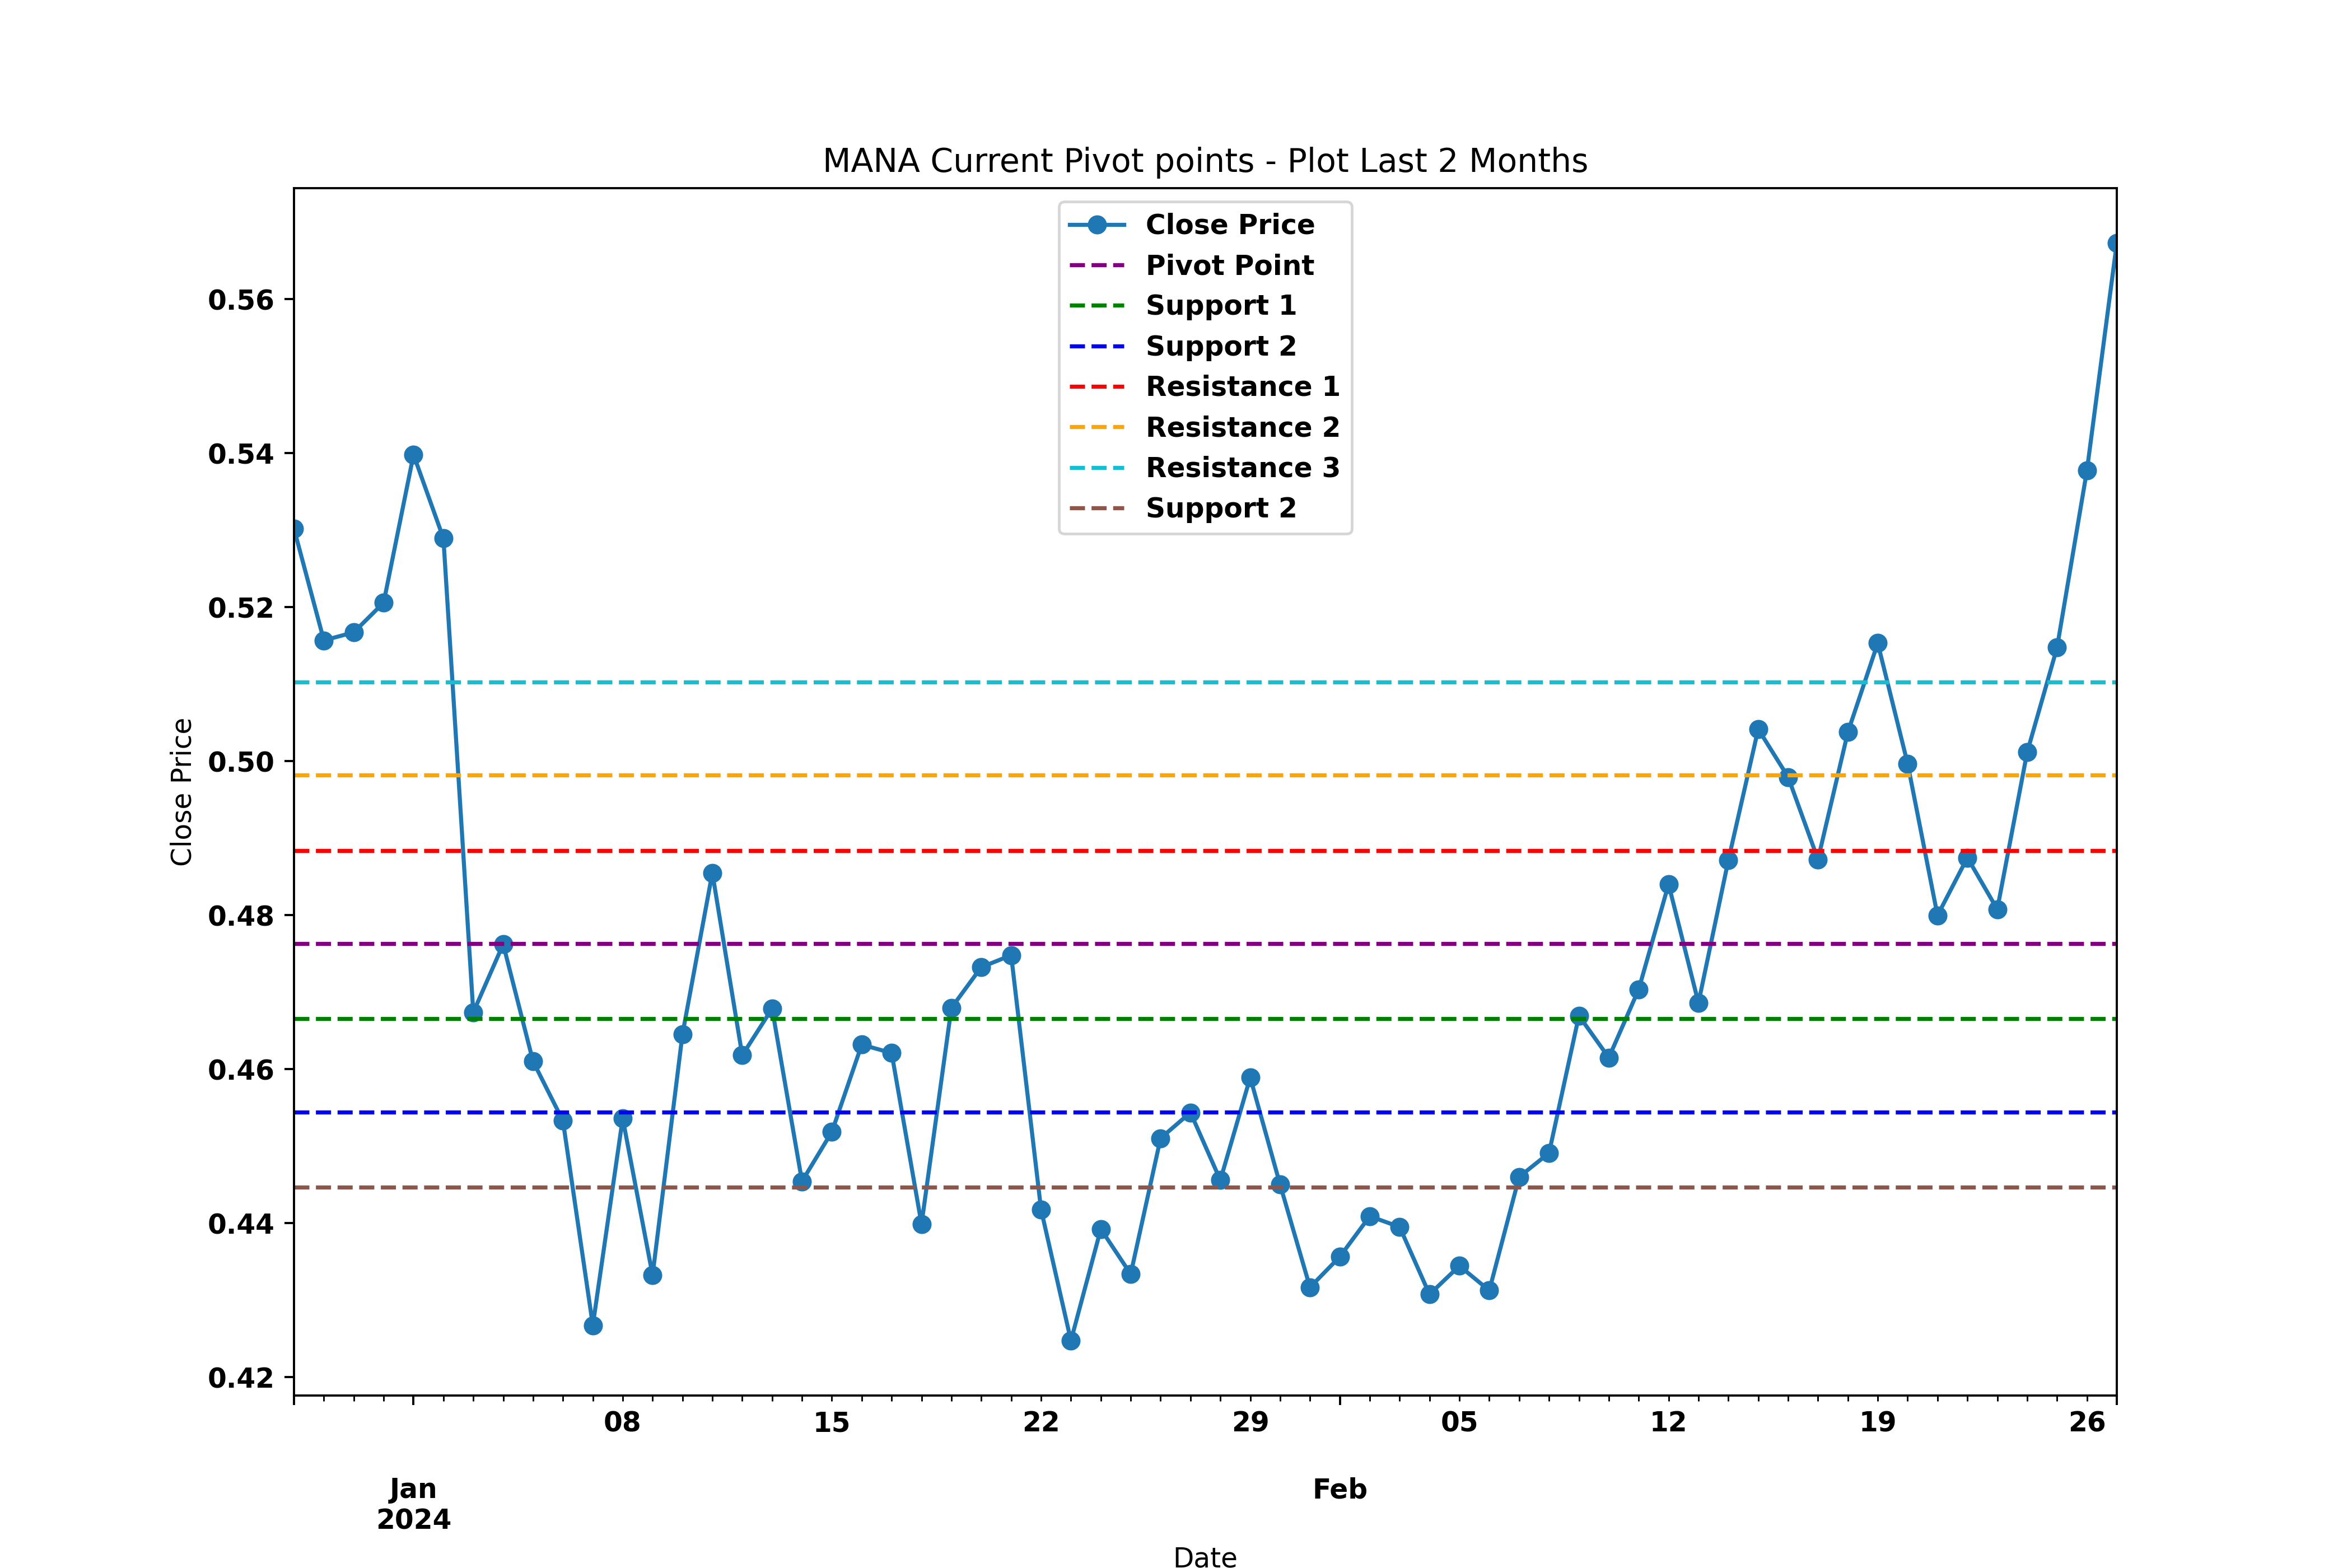 MANA Current Pivot points - Plot Last 2 Months
Close Price
Pivot Point
Support 1
Support 2
Resistance 1
Resistance 2
Resistance 3
Support 2
0.56
0.54
0.52
0.50
0.48
0.46
0.44
0.42
Close Price
08 15 22 29 05 12 19 26
Jan Feb
2024
Date